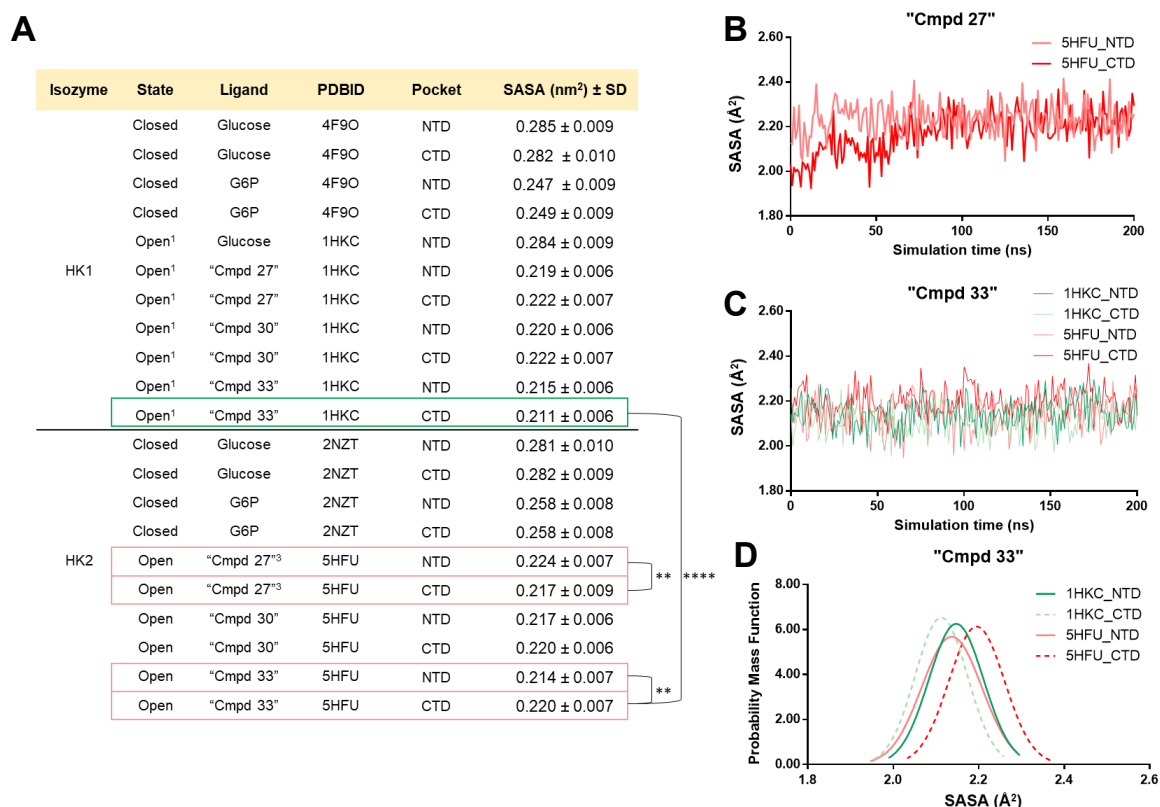 A
Isozyme State Ligand PDBID Pocket SASA (nm²) ± SD
Closed Glucose 4F9O NTD 0.285 ± 0.009
Closed Glucose 4F9O CTD 0.282 ± 0.010
Closed G6P 4F9O NTD 0.247 ± 0.009
Closed G6P 4F9O CTD 0.249 ± 0.009
Open¹ Glucose 1HKC NTD 0.284 ± 0.009
HK1 Open¹ “Cmpd 27” 1HKC NTD 0.219 ± 0.006
Open¹ “Cmpd 27” 1HKC CTD 0.222 ± 0.007
Open¹ “Cmpd 30” 1HKC NTD 0.220 ± 0.006
Open¹ “Cmpd 30” 1HKC CTD 0.222 ± 0.007
Open¹ “Cmpd 33” 1HKC NTD 0.215 ± 0.006
Open¹ “Cmpd 33” 1HKC CTD 0.211 ± 0.006
Closed Glucose 2NZT NTD 0.281 ± 0.010
Closed Glucose 2NZT CTD 0.282 ± 0.009
Closed G6P 2NZT NTD 0.258 ± 0.008
Closed G6P 2NZT CTD 0.258 ± 0.008
HK2 Open “Cmpd 27”³ 5HFU NTD 0.224 ± 0.007
** ****
Open “Cmpd 27”³ 5HFU CTD 0.217 ± 0.009
Open “Cmpd 30” 5HFU NTD 0.217 ± 0.006
Open “Cmpd 30” 5HFU CTD 0.220 ± 0.006
Open “Cmpd 33” 5HFU NTD 0.214 ± 0.007
**
Open “Cmpd 33” 5HFU CTD 0.220 ± 0.007
B
"Cmpd 27"
5HFU_NTD
5HFU_CTD
SASA (Å²)
2.60
2.40
2.20
2.00
1.80
0 50 100 150 200
Simulation time (ns)
C
"Cmpd 33"
1HKC_NTD
1HKC_CTD
5HFU_NTD
5HFU_CTD
SASA (Å²)
2.60
2.40
2.20
2.00
1.80
0 50 100 150 200
Simulation time (ns)
D
"Cmpd 33"
1HKC_NTD
1HKC_CTD
5HFU_NTD
5HFU_CTD
Probability Mass Function
8.00
6.00
4.00
2.00
0.00
1.8 2.0 2.2 2.4 2.6
SASA (Å²)